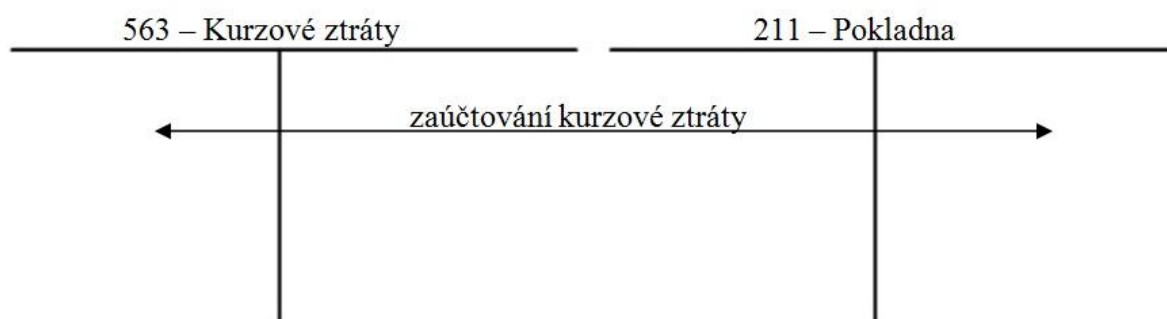 563 – Kurzové ztráty
211 – Pokladna
zaúčtování kurzové ztráty